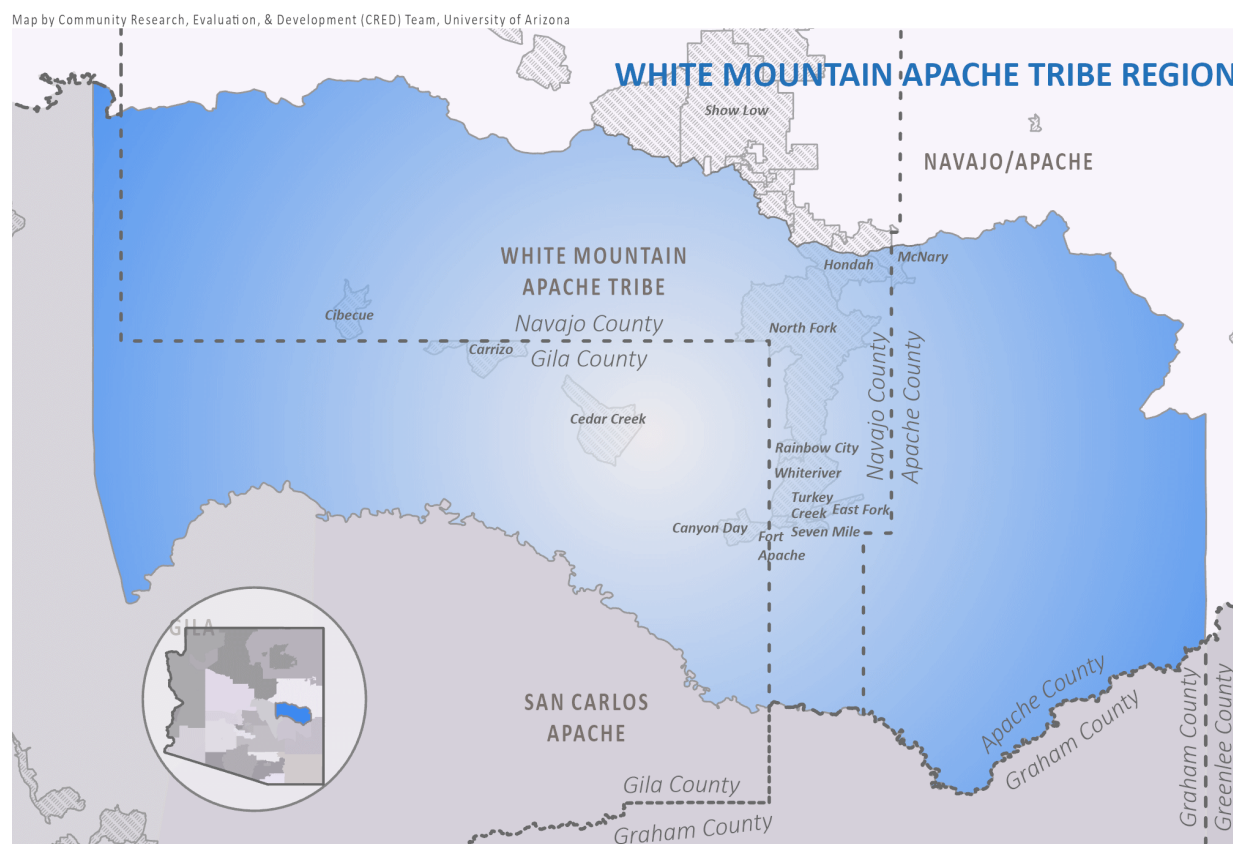 Map by Community Research, Evaluation, & Development (CRED) Team, University of Arizona
WHITE MOUNTAIN APACHE TRIBE REGION
Show Low
NAVAJO/APACHE
WHITE MOUNTAIN
APACHE TRIBE
Hondah
McNary
Cibecue
Navajo County
North Fork
Carrizo
Gila County
Navajo County
Apache County
Cedar Creek
Rainbow City
Whiteriver
Turkey
Creek
East Fork
Canyon Day
Seven Mile
Fort
Apache
GILA
SAN CARLOS
APACHE
Apache County
Graham County
Graham County
Greenlee County
Gila County
Graham County